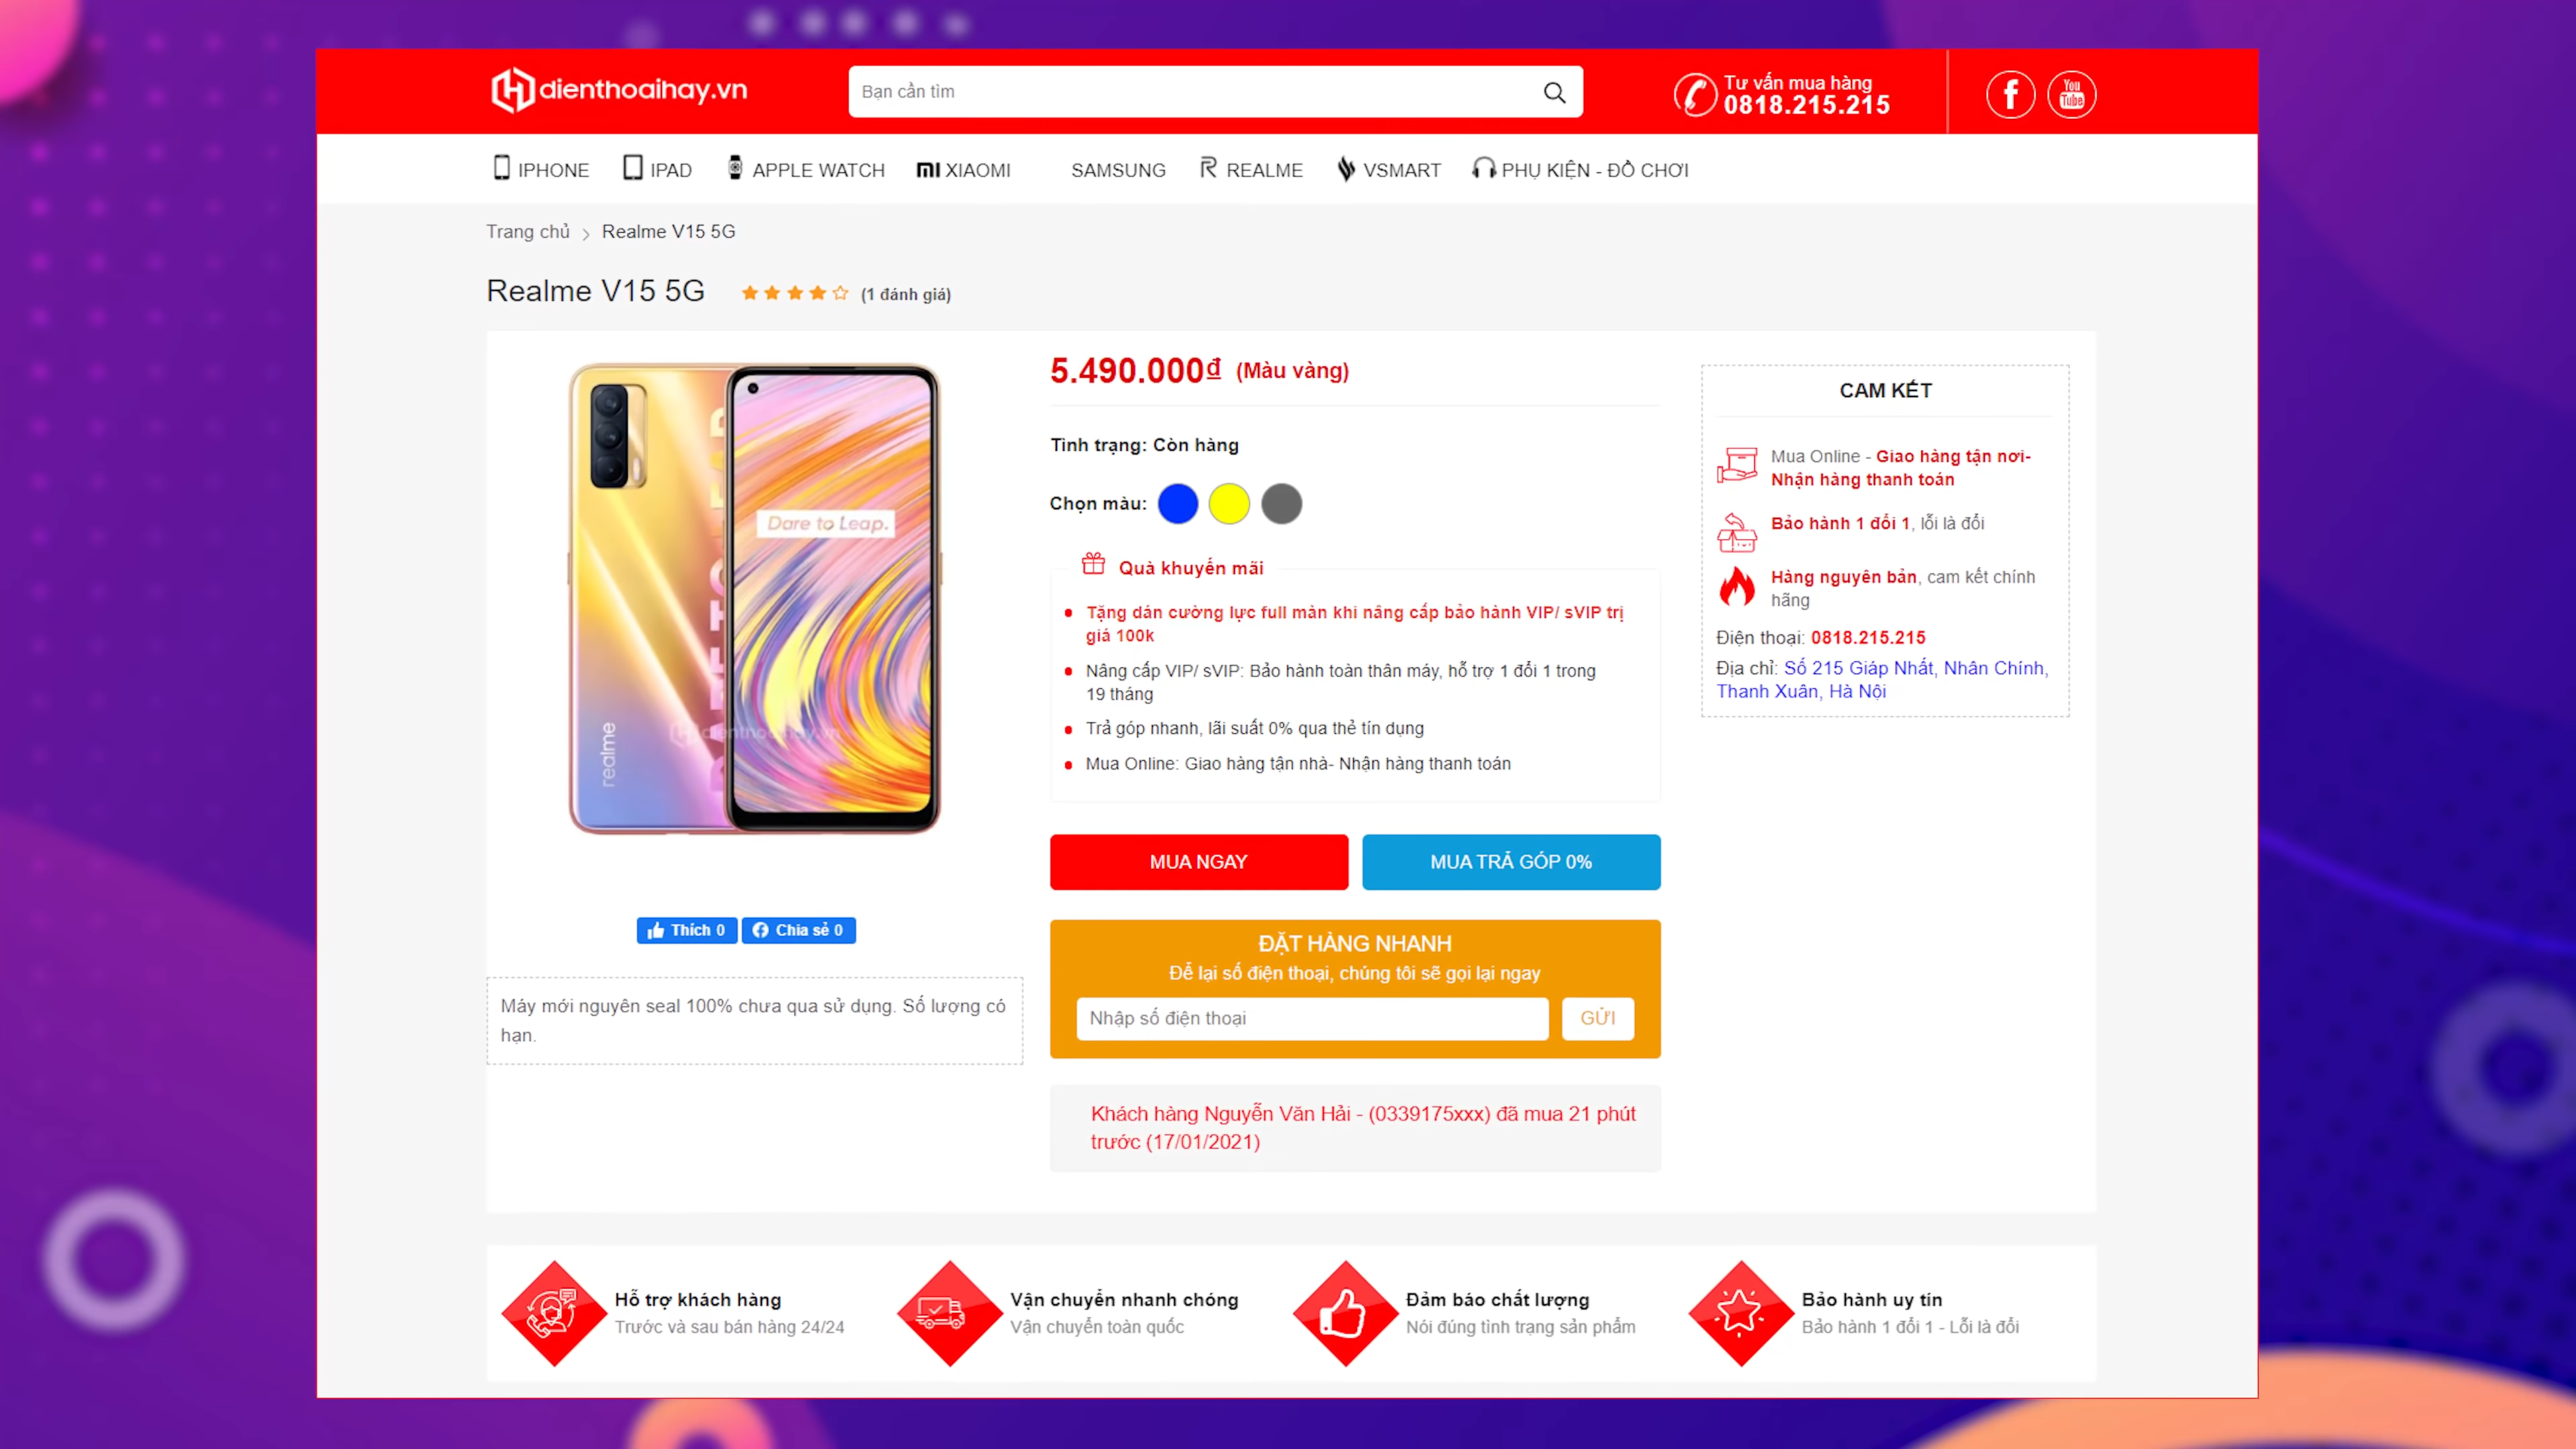 dienthoaihay.vn
Bạn cần tìm
Tư vấn mua hàng
0818.215.215
f
You
Tube
IPHONE
IPAD
APPLE WATCH
mi XIAOMI
SAMSUNG
REALME
VSMART
PHỤ KIỆN - ĐỒ CHƠI
Trang chủ > Realme V15 5G
Realme V15 5G (1 đánh giá)
Dare to Leap.
realme
dienthoaihay.vn
Thích 0
Chia sẻ 0
Máy mới nguyên seal 100% chưa qua sử dụng. Số lượng có
hạn.
5.490.000₫ (Màu vàng)
Tình trạng: Còn hàng
Chọn màu:
Quà khuyến mãi
Tặng dán cường lực full màn khi nâng cấp bảo hành VIP/ sVIP trị
giá 100k
Nâng cấp VIP/ sVIP: Bảo hành toàn thân máy, hỗ trợ 1 đổi 1 trong
19 tháng
Trả góp nhanh, lãi suất 0% qua thẻ tín dụng
Mua Online: Giao hàng tận nhà- Nhận hàng thanh toán
MUA NGAY
MUA TRẢ GÓP 0%
ĐẶT HÀNG NHANH
Để lại số điện thoại, chúng tôi sẽ gọi lại ngay
Nhập số điện thoại
GỬI
Khách hàng Nguyễn Văn Hải - (0339175xxx) đã mua 21 phút
trước (17/01/2021)
CAM KẾT
Mua Online - Giao hàng tận nơi-
Nhận hàng thanh toán
Bảo hành 1 đổi 1, lỗi là đổi
Hàng nguyên bản, cam kết chính
hãng
Điện thoại: 0818.215.215
Địa chỉ: Số 215 Giáp Nhất, Nhân Chính,
Thanh Xuân, Hà Nội
Hỗ trợ khách hàng
Trước và sau bán hàng 24/24
Vận chuyển nhanh chóng
Vận chuyển toàn quốc
Đảm bảo chất lượng
Nói đúng tình trạng sản phẩm
Bảo hành uy tín
Bảo hành 1 đổi 1 - Lỗi là đổi